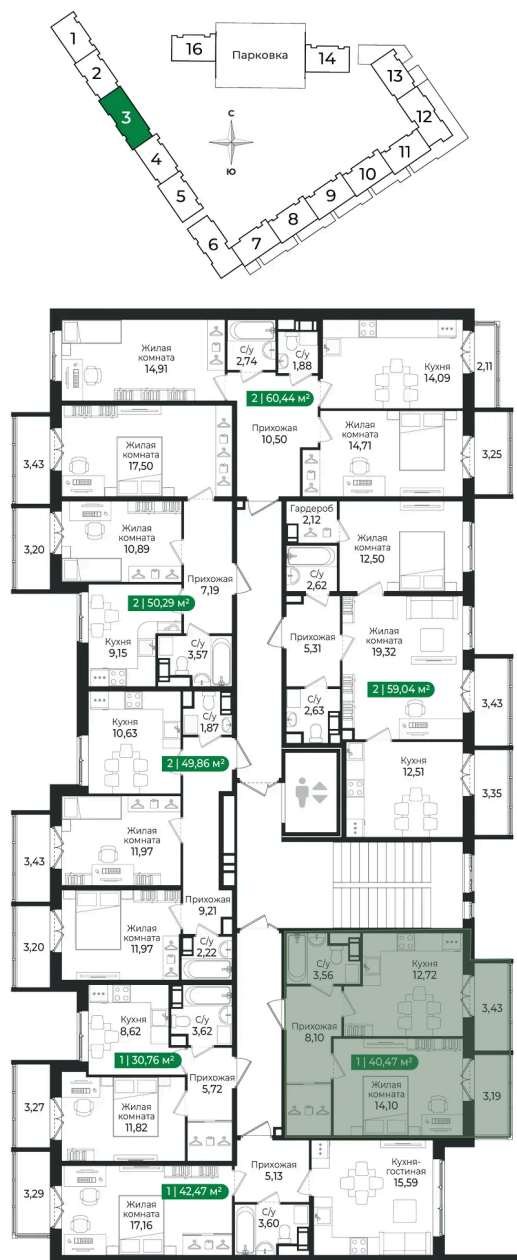 1
2
3
4
5
6
7
8
9
10
11
12
13
14
Парковка
16
С
Ю
Жилая
комната
14,91
С/у
2,74
С/у
1,88
Кухня
14,09
2,11
2 | 60,44 м²
Прихожая
10,50
Жилая
комната
14,71
3,25
3,43
Жилая
комната
17,50
3,20
Жилая
комната
10,89
Прихожая
7,19
2 | 50,29 м²
Кухня
9,15
С/у
3,57
Гардероб
2,12
Жилая
комната
12,50
С/у
2,62
Прихожая
5,31
Жилая
комната
19,32
2 | 59,04 м²
3,43
С/у
2,63
Кухня
12,51
3,35
Кухня
10,63
С/у
1,87
2 | 49,86 м²
3,43
Жилая
комната
11,97
3,20
Жилая
комната
11,97
Прихожая
9,21
С/у
2,22
С/у
3,56
Кухня
12,72
3,43
Прихожая
8,10
1 | 40,47 м²
Жилая
комната
14,10
3,19
Кухня
8,62
С/у
3,62
1 | 30,76 м²
Прихожая
5,72
3,27
Жилая
комната
11,82
3,29
1 | 42,47 м²
Жилая
комната
17,16
Прихожая
5,13
С/у
3,60
Кухня-
гостиная
15,59